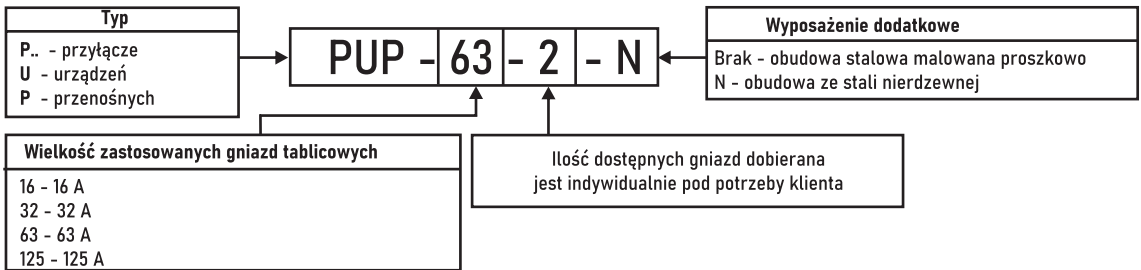 Typ
P.. - przyłącze
U - urządzeń
P - przenośnych
PUP - 63 - 2 - N
Wyposażenie dodatkowe
Brak - obudowa stalowa malowana proszkowo
N - obudowa ze stali nierdzewnej
Wielkość zastosowanych gniazd tablicowych
16 - 16 A
32 - 32 A
63 - 63 A
125 - 125 A
Ilość dostępnych gniazd dobierana
jest indywidualnie pod potrzeby klienta